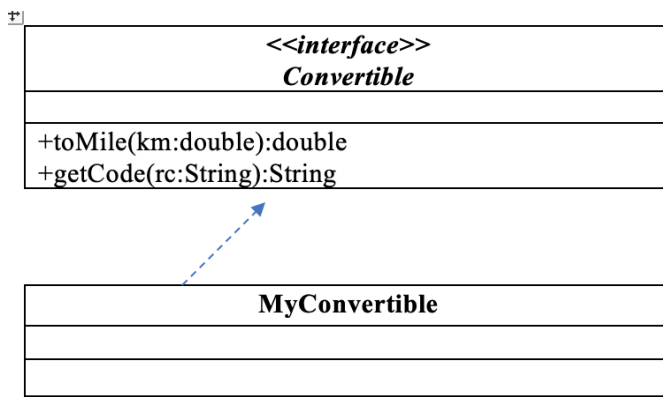 <<interface>>
Convertible
+toMile(km:double):double
+getCode(rc:String):String
MyConvertible